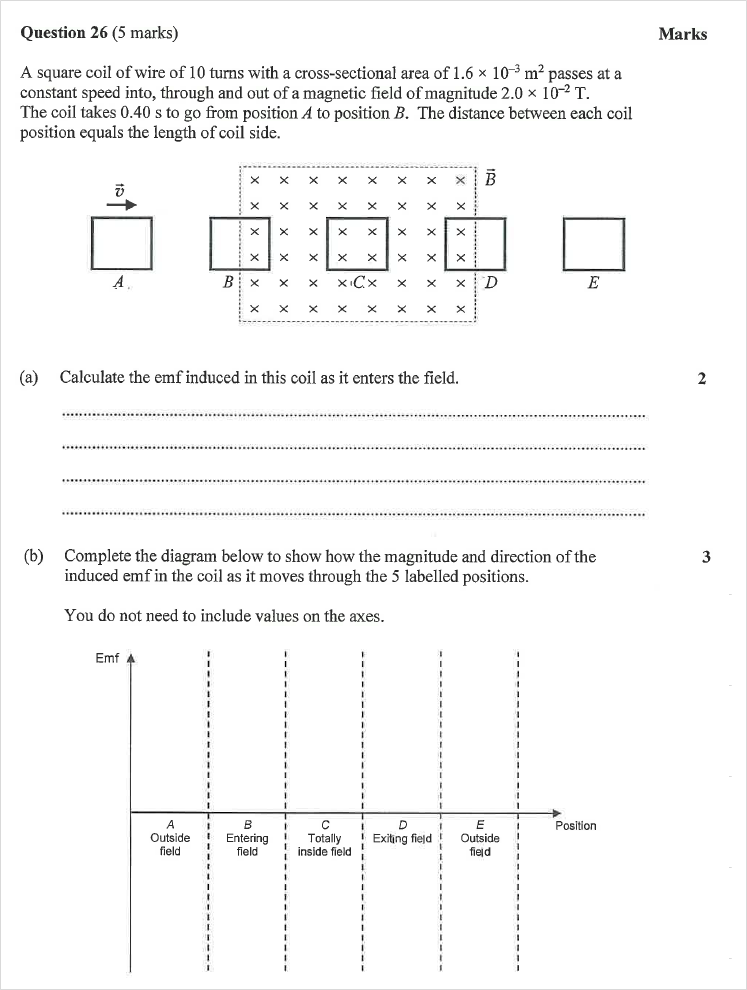 Question 26 (5 marks)
Marks
A square coil of wire of 10 turns with a cross-sectional area of 1.6 × 10⁻³ m² passes at a
constant speed into, through and out of a magnetic field of magnitude 2.0 × 10⁻² T.
The coil takes 0.40 s to go from position A to position B. The distance between each coil
position equals the length of coil side.
v⃗
× × × × × × × × B⃗
× × × × × × × ×
× × × × × × × ×
× × × × × × × ×
A B × × × × C × × × × D E
× × × × × × × ×
(a) Calculate the emf induced in this coil as it enters the field.
2
(b) Complete the diagram below to show how the magnitude and direction of the
3
induced emf in the coil as it moves through the 5 labelled positions.
You do not need to include values on the axes.
Emf
A B C D E Position
Outside Entering Totally Exiting field Outside
field field inside field field